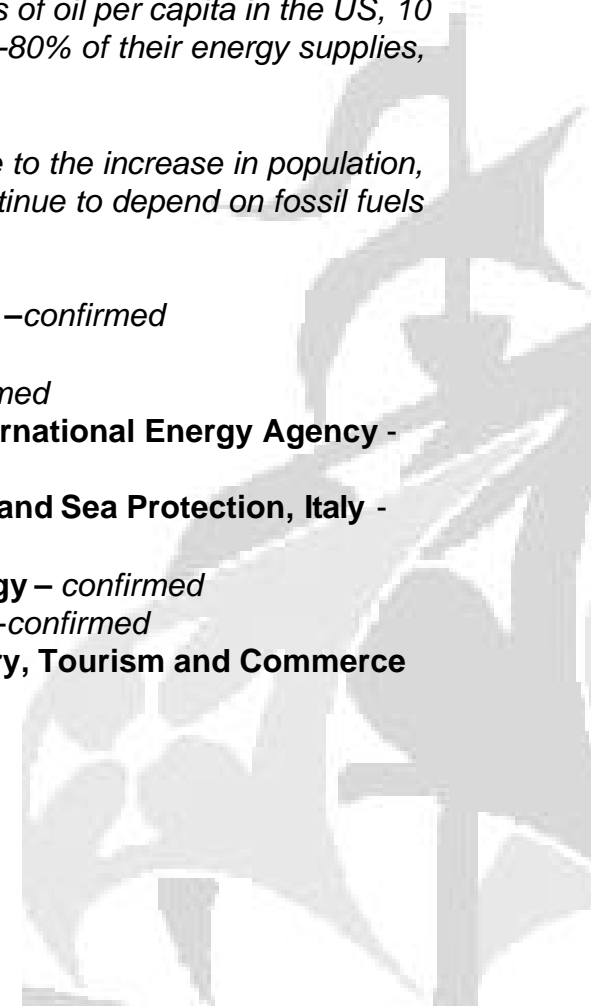 s of oil per capita in the US, 10
-80% of their energy supplies,
e to the increase in population,
tinue to depend on fossil fuels
–confirmed
med
ernational Energy Agency -
and Sea Protection, Italy -
gy – confirmed
-confirmed
ry, Tourism and Commerce